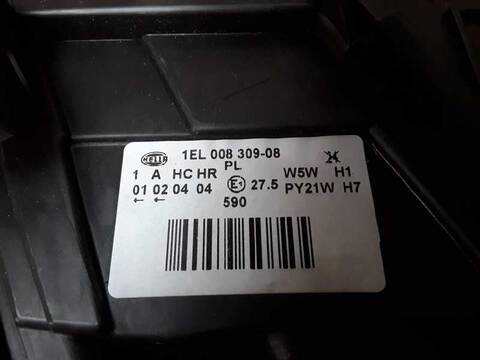 HELLA
1EL 008 309-08
PL
1 A HC HR W5W H1
01 02 04 04 E1 27.5 PY21W H7
← ←
590